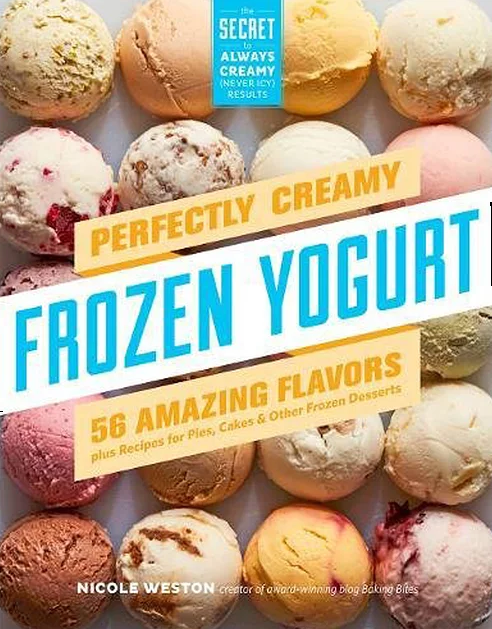 the
SECRET
to
ALWAYS
CREAMY
(NEVER ICY)
RESULTS
PERFECTLY CREAMY
FROZEN YOGURT
56 AMAZING FLAVORS
plus Recipes for Pies, Cakes & Other Frozen Desserts
NICOLE WESTON creator of award-winning blog Baking Bites